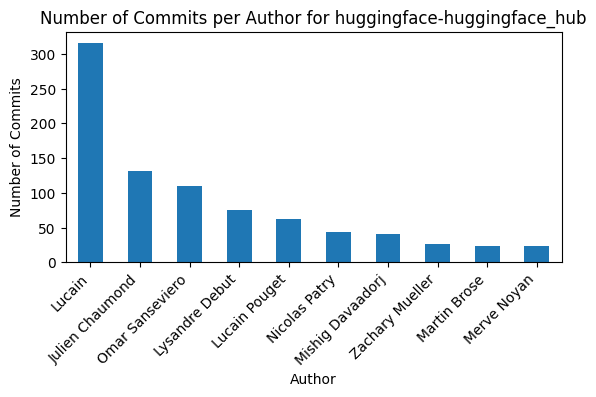 Number of Commits per Author for huggingface-huggingface_hub
Number of Commits
300
250
200
150
100
50
0
Lucain
Julien Chaumond
Omar Sanseviero
Lysandre Debut
Lucain Pouget
Nicolas Patry
Mishig Davaadorj
Zachary Mueller
Martin Brose
Merve Noyan
Author